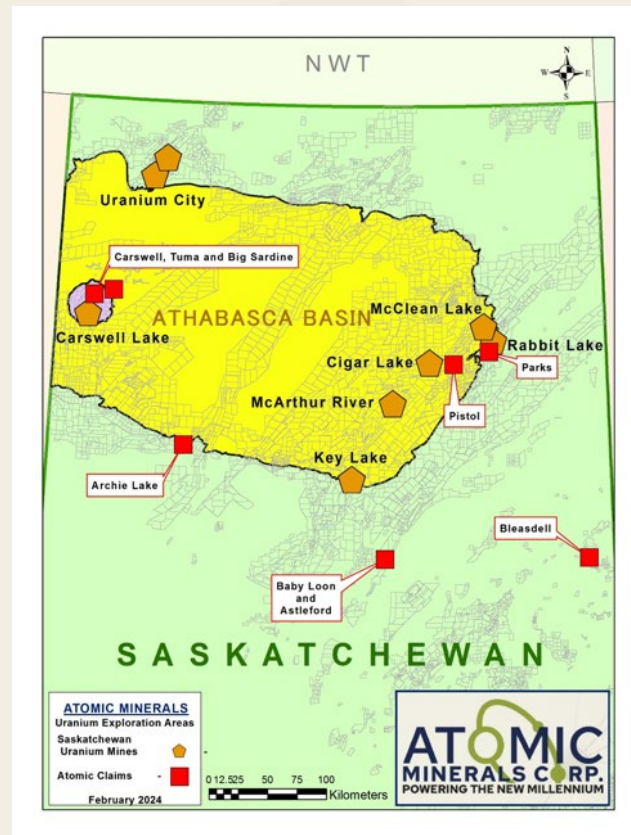 NWT
N
W E
S
Uranium City
Carswell, Tuma and Big Sardine
ATHABASCA BASIN
McClean Lake
Carswell Lake
Rabbit Lake
Cigar Lake
Parks
McArthur River
Pistol
Key Lake
Archie Lake
Bleasdell
Baby Loon
and
Astleford
SASKATCHEWAN
ATOMIC MINERALS
Uranium Exploration Areas
Saskatchewan
Uranium Mines -
Atomic Claims -
February 2024
0 12.525 50 75 100
Kilometers
ATOMIC
MINERALS CORP.
POWERING THE NEW MILLENNIUM